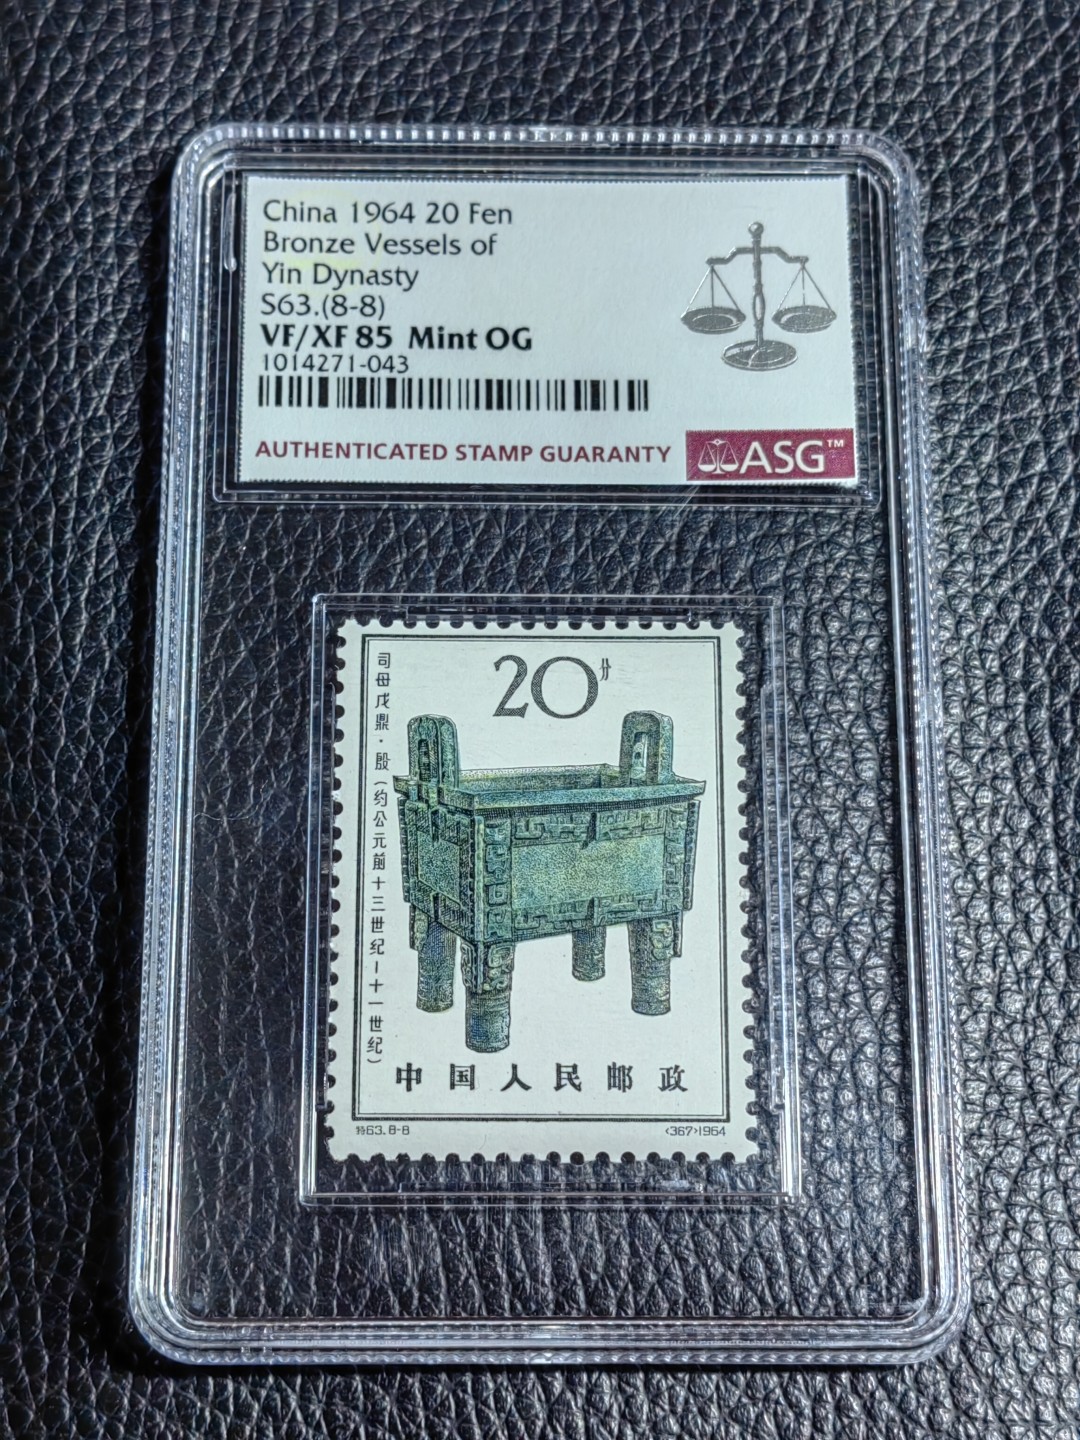 China 1964 20 Fen
Bronze Vessels of
Yin Dynasty
S63.(8-8)
VF/XF 85 Mint OG
1014271-043
AUTHENTICATED STAMP GUARANTY
ASG™
20分
司母戊鼎·殷(约公元前十三世纪—十一世纪)
中国人民邮政
特63.8-8
<367>1964